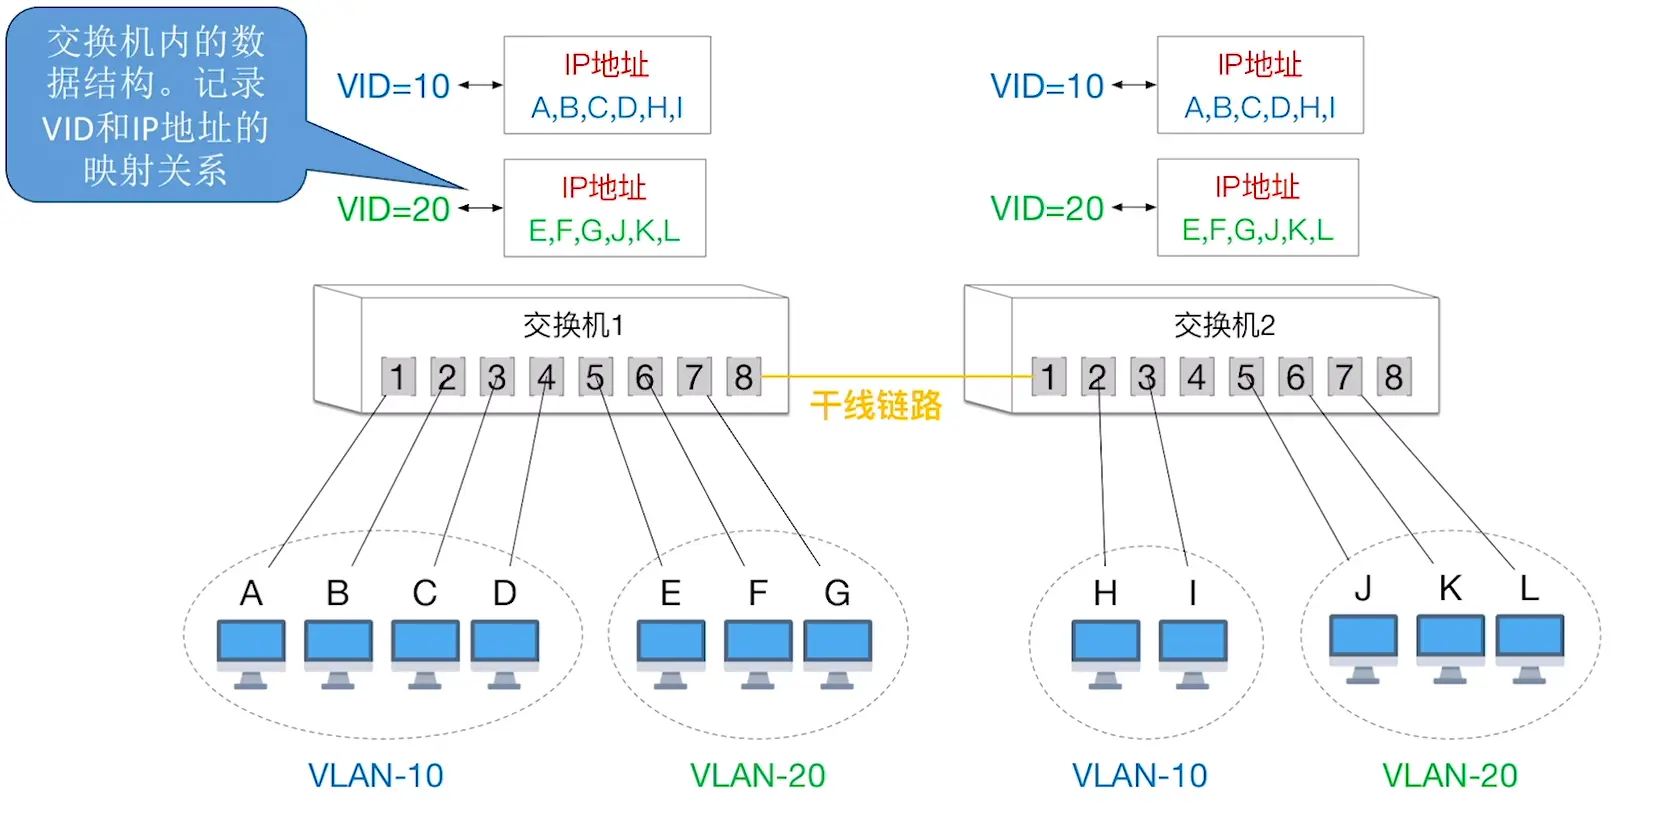 交换机内的数
据结构。记录
VID和IP地址的
映射关系
VID=10
IP地址
A,B,C,D,H,I
VID=20
IP地址
E,F,G,J,K,L
VID=10
IP地址
A,B,C,D,H,I
VID=20
IP地址
E,F,G,J,K,L
交换机1
1 2 3 4 5 6 7 8
干线链路
交换机2
1 2 3 4 5 6 7 8
A B C D
E F G
H I
J K L
VLAN-10
VLAN-20
VLAN-10
VLAN-20